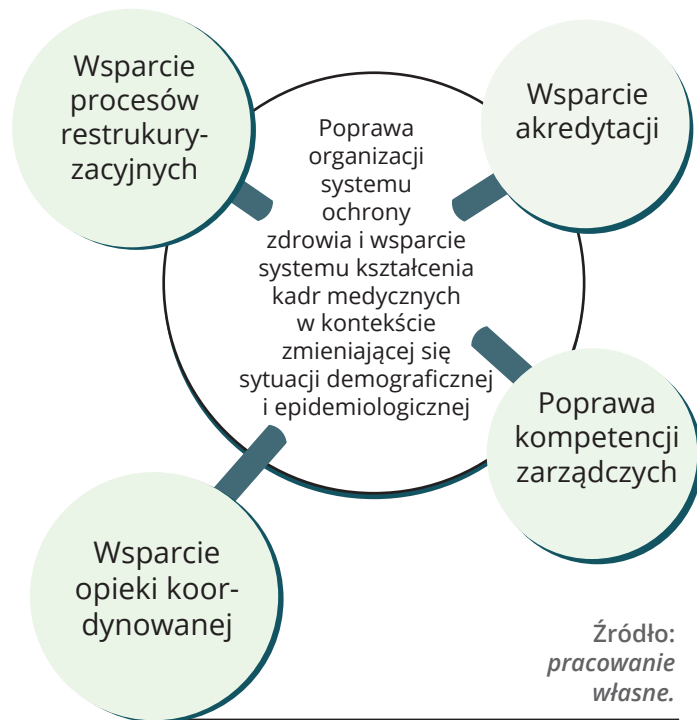 Wsparcie
procesów
restrukury-
zacyjnych
Wsparcie
akredytacji
Poprawa
organizacji
systemu
ochrony
zdrowia i wsparcie
systemu kształcenia
kadr medycznych
w kontekście
zmieniającej się
sytuacji demograficznej
i epidemiologicznej
Poprawa
kompetencji
zarządczych
Wsparcie
opieki koor-
dynowanej
Źródło:
pracowanie
własne.